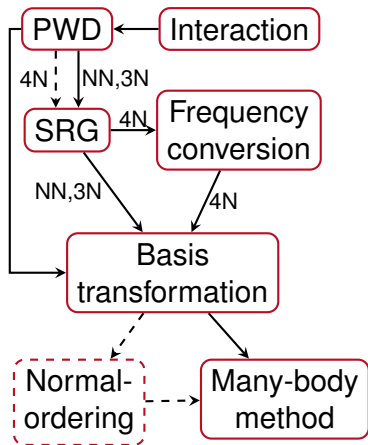 PWD
Interaction
4N
NN,3N
SRG
4N
Frequency
conversion
NN,3N
4N
Basis
transformation
Normal-
ordering
Many-body
method